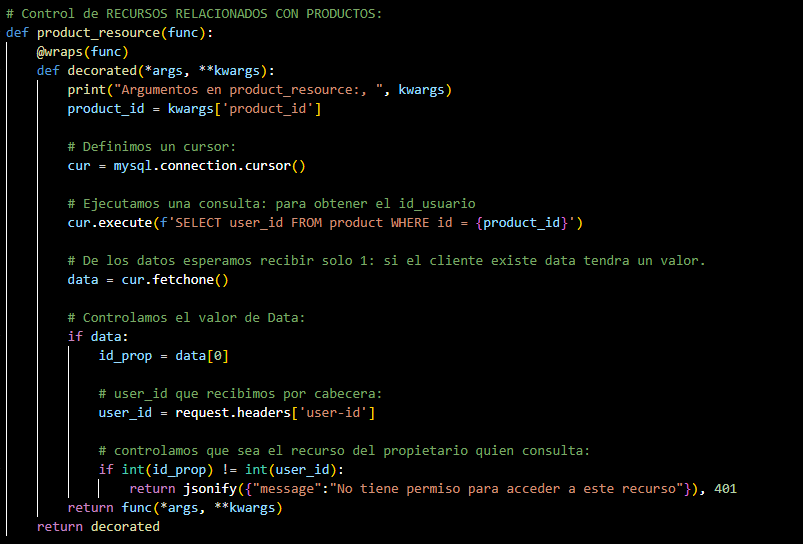 # Control de RECURSOS RELACIONADOS CON PRODUCTOS:
def product_resource(func):
    @wraps(func)
    def decorated(*args, **kwargs):
        print("Argumentos en product_resource:, ", kwargs)
        product_id = kwargs['product_id']

        # Definimos un cursor:
        cur = mysql.connection.cursor()

        # Ejecutamos una consulta: para obtener el id_usuario
        cur.execute(f'SELECT user_id FROM product WHERE id = {product_id}')

        # De los datos esperamos recibir solo 1: si el cliente existe data tendra un valor.
        data = cur.fetchone()

        # Controlamos el valor de Data:
        if data:
            id_prop = data[0]

            # user_id que recibimos por cabecera:
            user_id = request.headers['user-id']

            # controlamos que sea el recurso del propietario quien consulta:
            if int(id_prop) != int(user_id):
                return jsonify({"message":"No tiene permiso para acceder a este recurso"}), 401
        return func(*args, **kwargs)
    return decorated